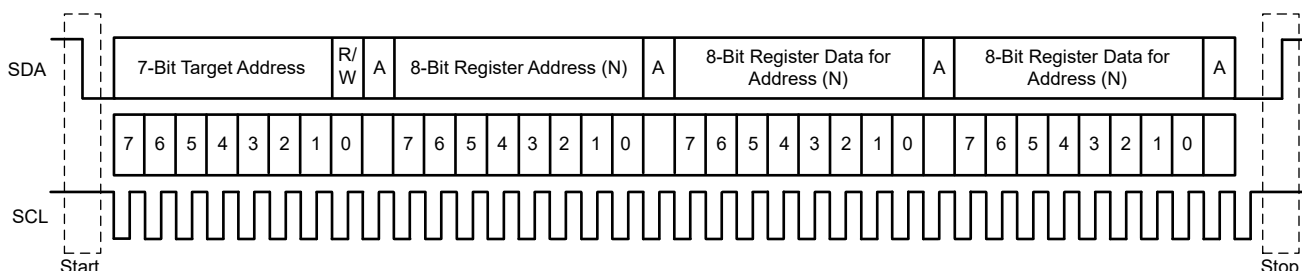 SDA
7-Bit Target Address
R/
W
A
8-Bit Register Address (N)
A
8-Bit Register Data for
Address (N)
A
8-Bit Register Data for
Address (N)
A
7 6 5 4 3 2 1 0 7 6 5 4 3 2 1 0 7 6 5 4 3 2 1 0 7 6 5 4 3 2 1 0
SCL
Start
Stop